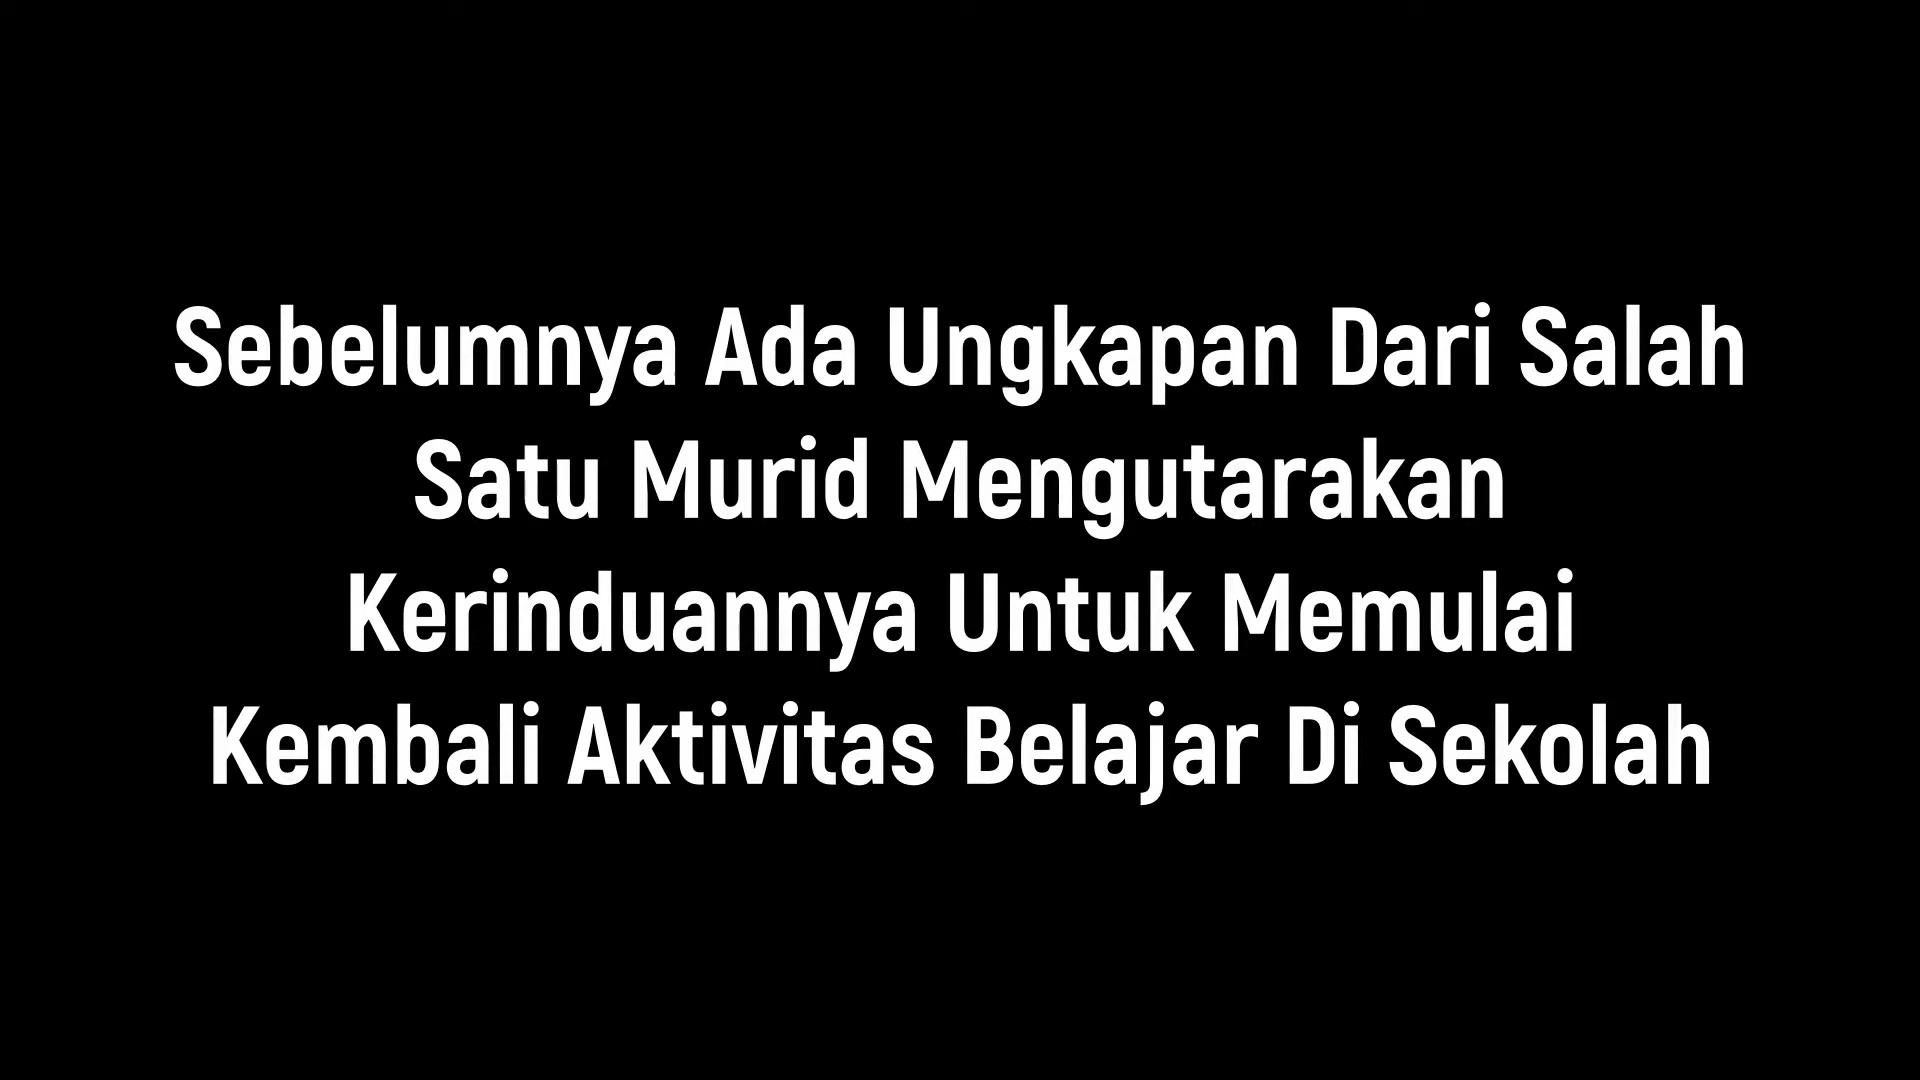 Sebelumnya Ada Ungkapan Dari Salah
Satu Murid Mengutarakan
Kerinduannya Untuk Memulai
Kembali Aktivitas Belajar Di Sekolah